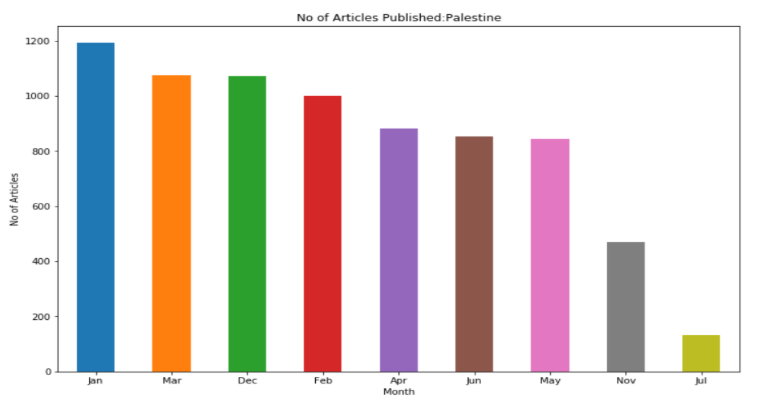 No of Articles Published:Palestine
1200
1000
800
600
400
200
0
No of Articles
Jan Mar Dec Feb Apr Jun May Nov Jul
Month